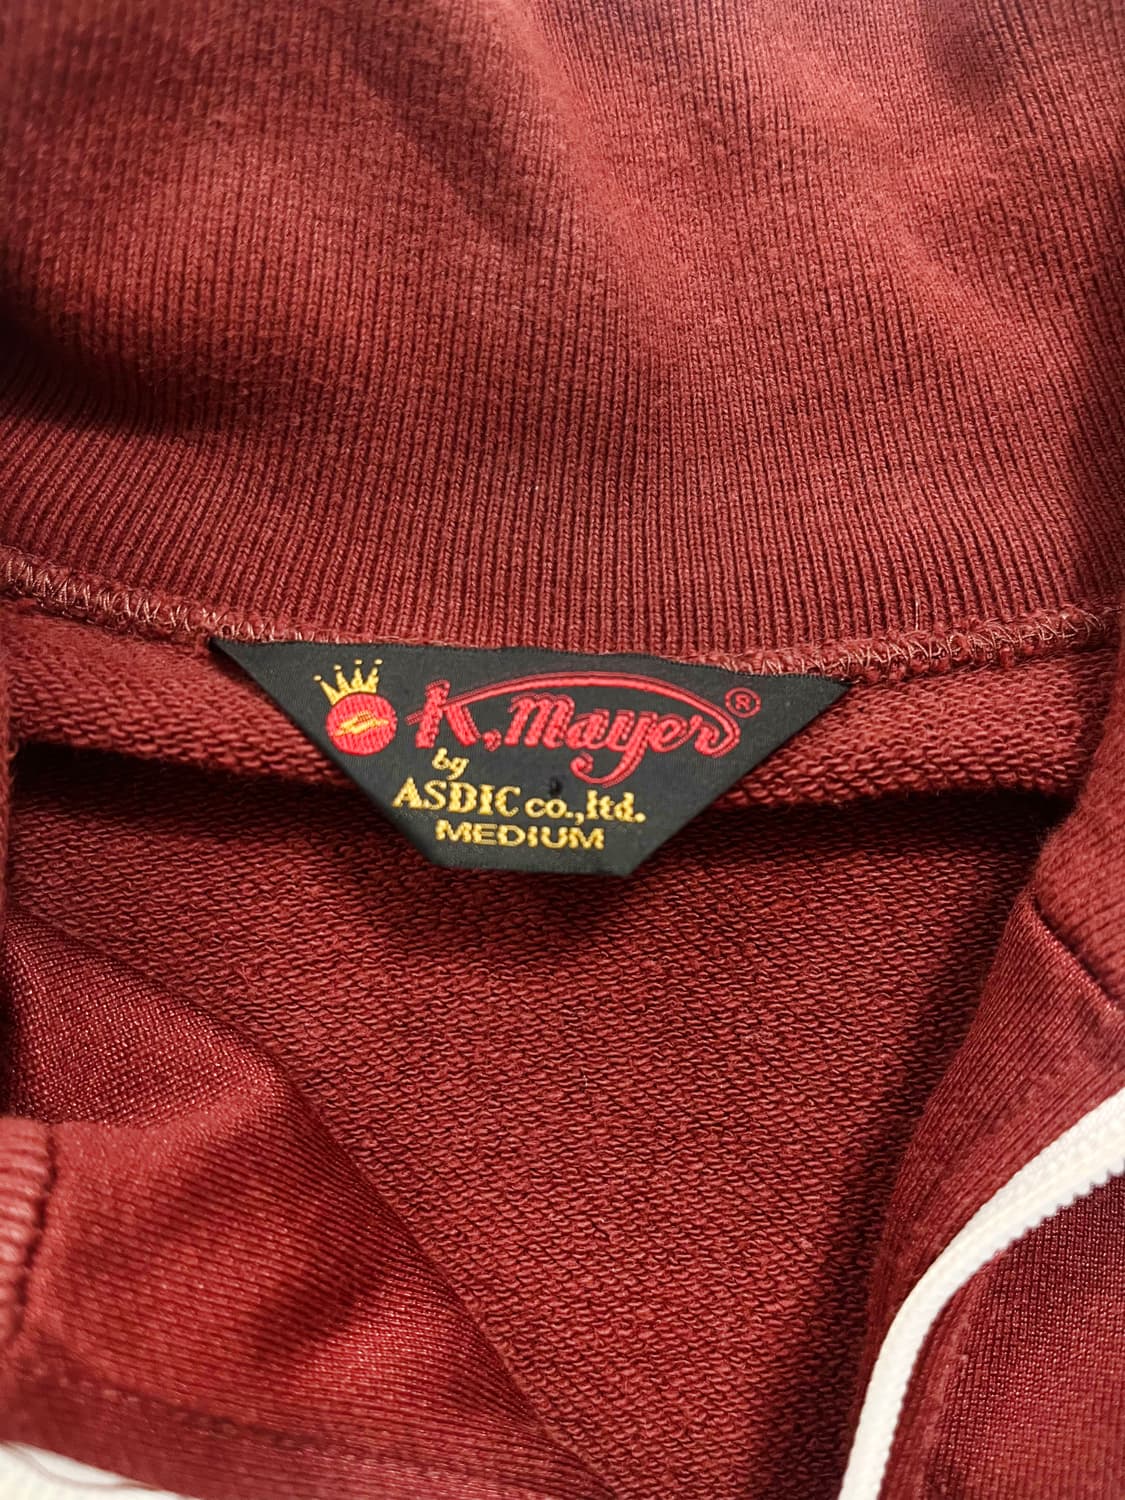 K,Mayer ®
by
ASDIC co.,ltd.
MEDIUM